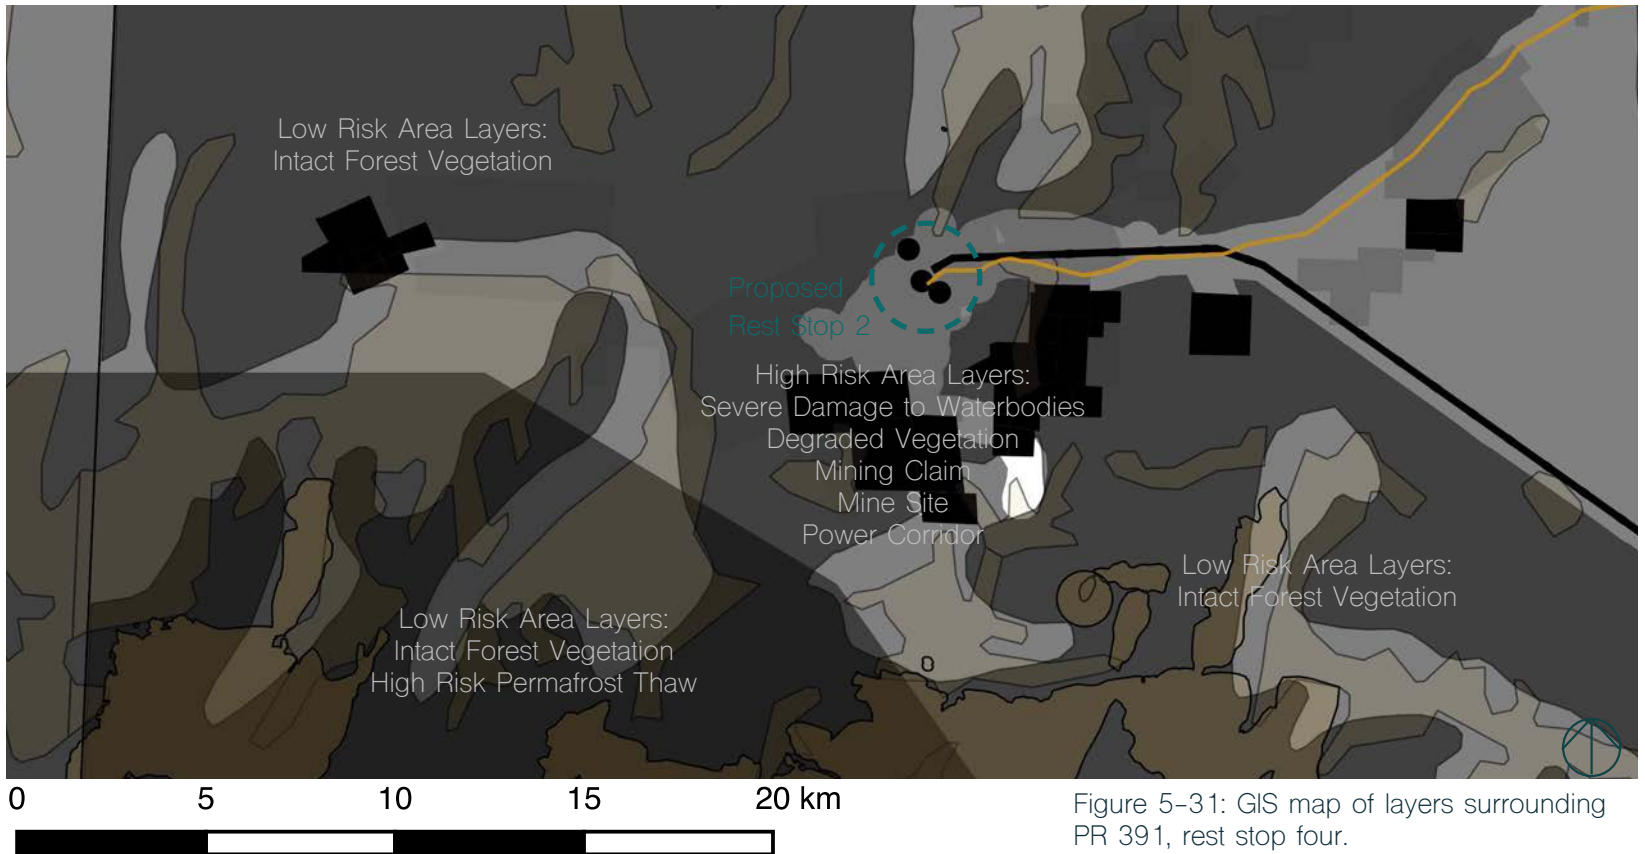 Low Risk Area Layers:
Intact Forest Vegetation
Proposed
Rest Stop 2
High Risk Area Layers:
Severe Damage to Waterbodies
Degraded Vegetation
Mining Claim
Mine Site
Power Corridor
Low Risk Area Layers:
Intact Forest Vegetation
Low Risk Area Layers:
Intact Forest Vegetation
High Risk Permafrost Thaw
0 5 10 15 20 km
Figure 5-31: GIS map of layers surrounding
PR 391, rest stop four.